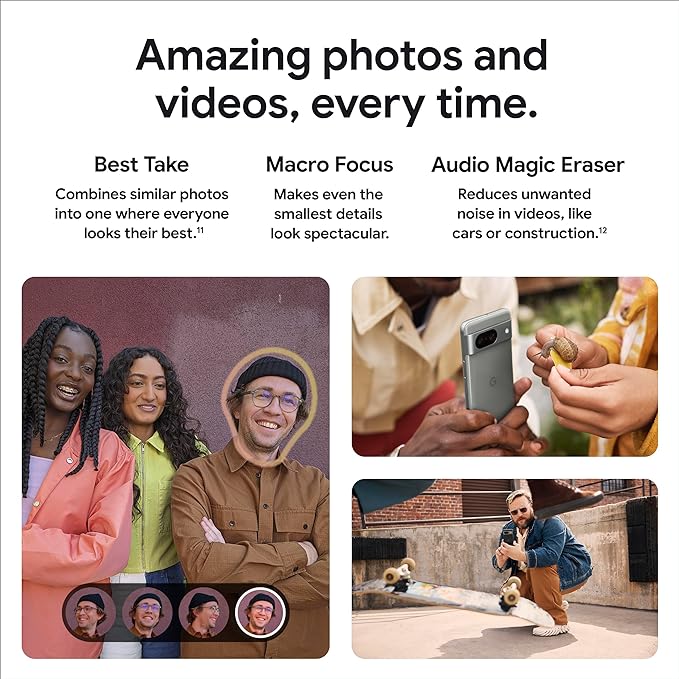 Amazing photos and
videos, every time.
Best Take
Combines similar photos
into one where everyone
looks their best.¹¹
Macro Focus
Makes even the
smallest details
look spectacular.
Audio Magic Eraser
Reduces unwanted
noise in videos, like
cars or construction.¹²